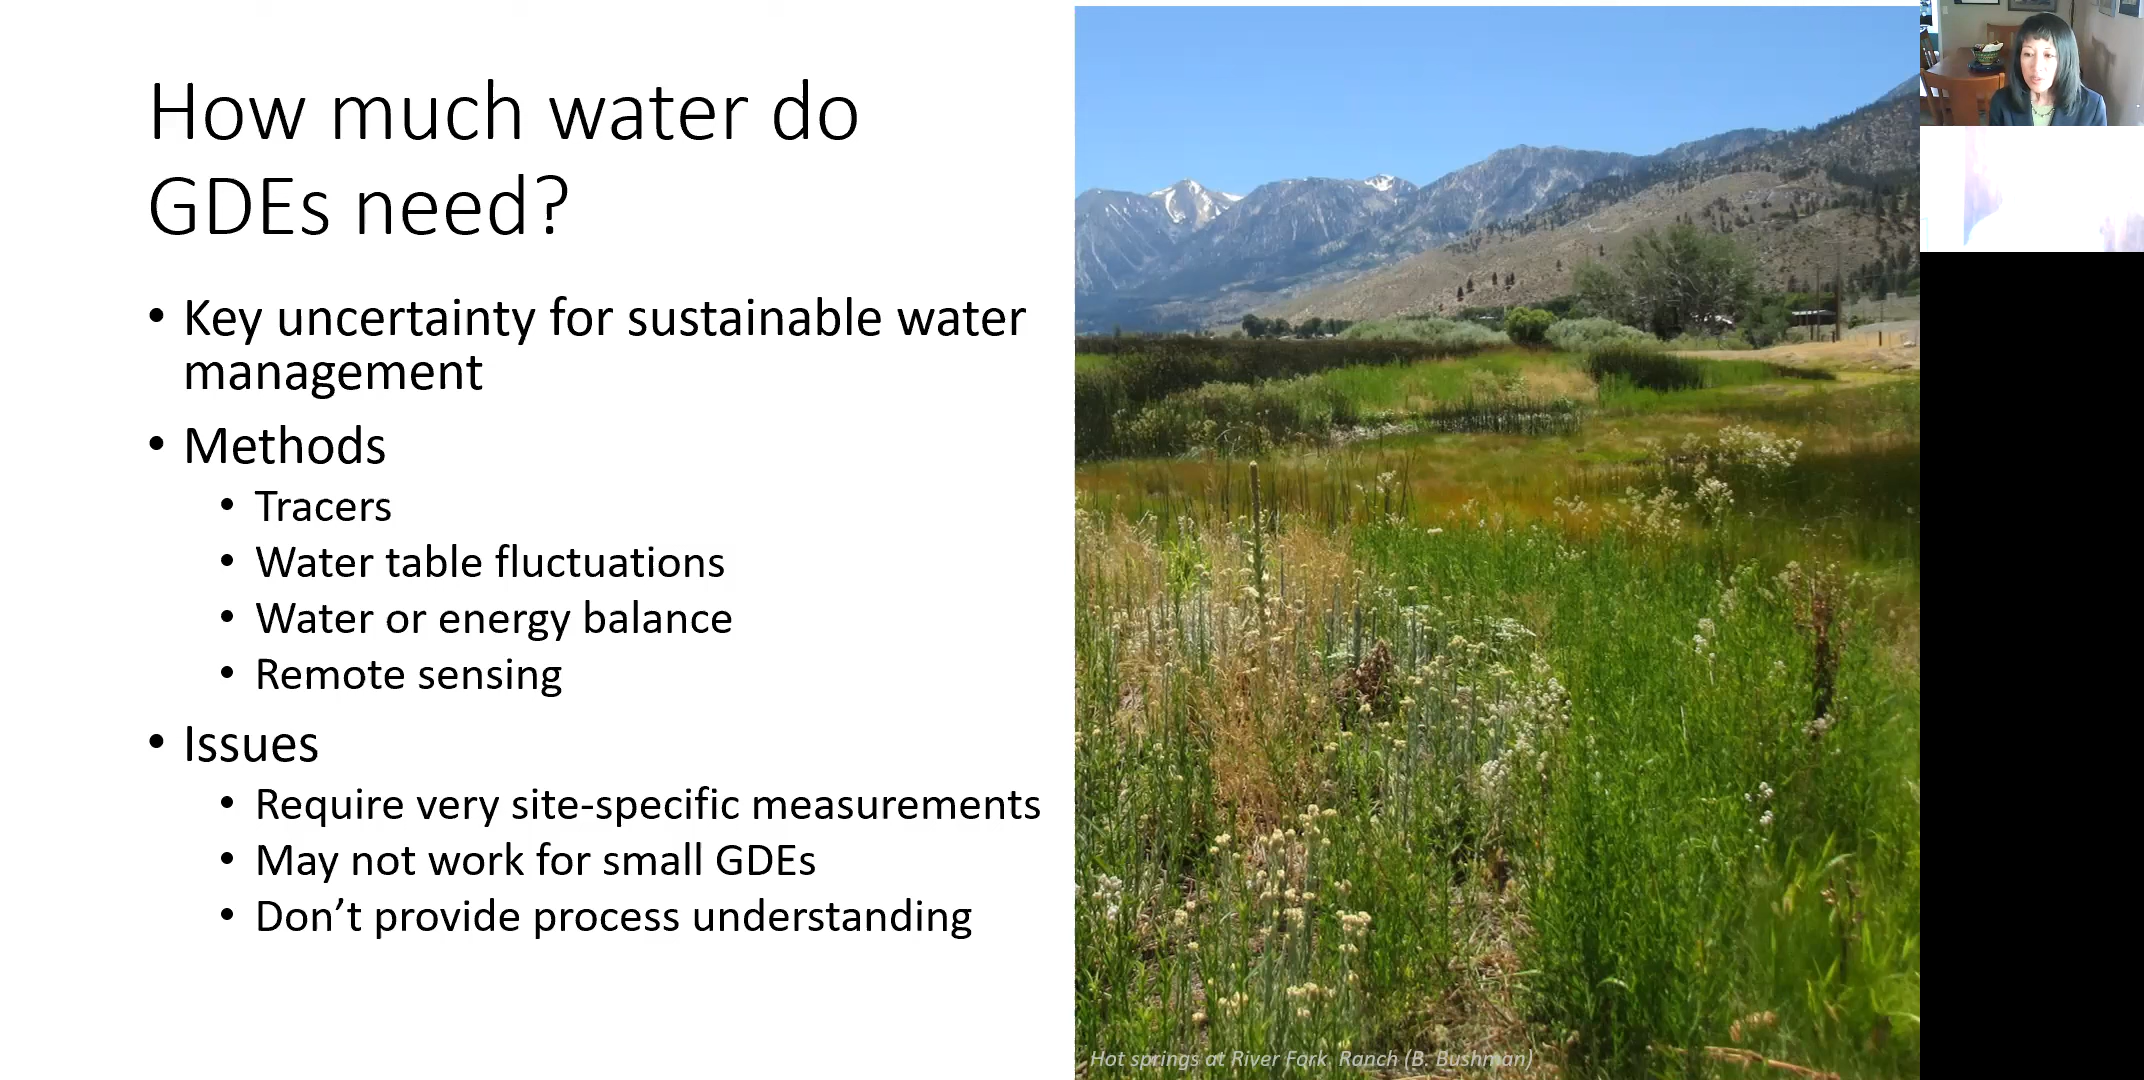 How much water do
GDEs need?
• Key uncertainty for sustainable water
management
• Methods
• Tracers
• Water table fluctuations
• Water or energy balance
• Remote sensing
• Issues
• Require very site-specific measurements
• May not work for small GDEs
• Don’t provide process understanding
Hot springs at River Fork Ranch (B. Bushman)